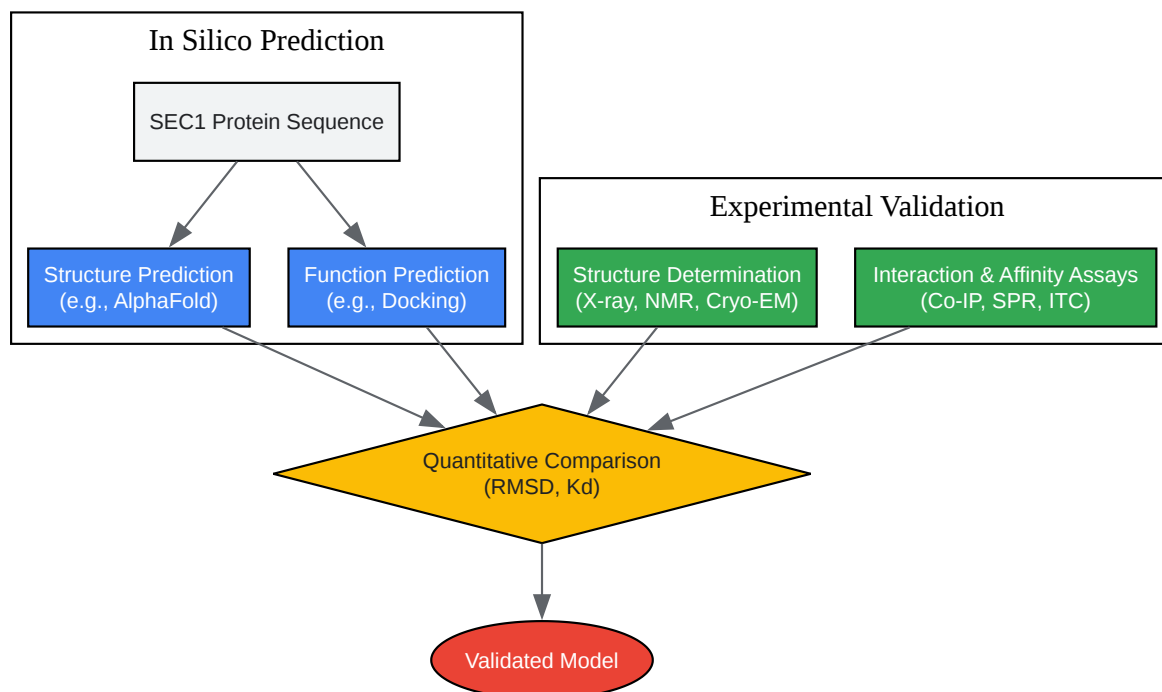 In Silico Prediction
SEC1 Protein Sequence
Experimental Validation
Structure Prediction
(e.g., AlphaFold)
Function Prediction
(e.g., Docking)
Structure Determination
(X-ray, NMR, Cryo-EM)
Interaction & Affinity Assays
(Co-IP, SPR, ITC)
Quantitative Comparison
(RMSD, Kd)
Validated Model